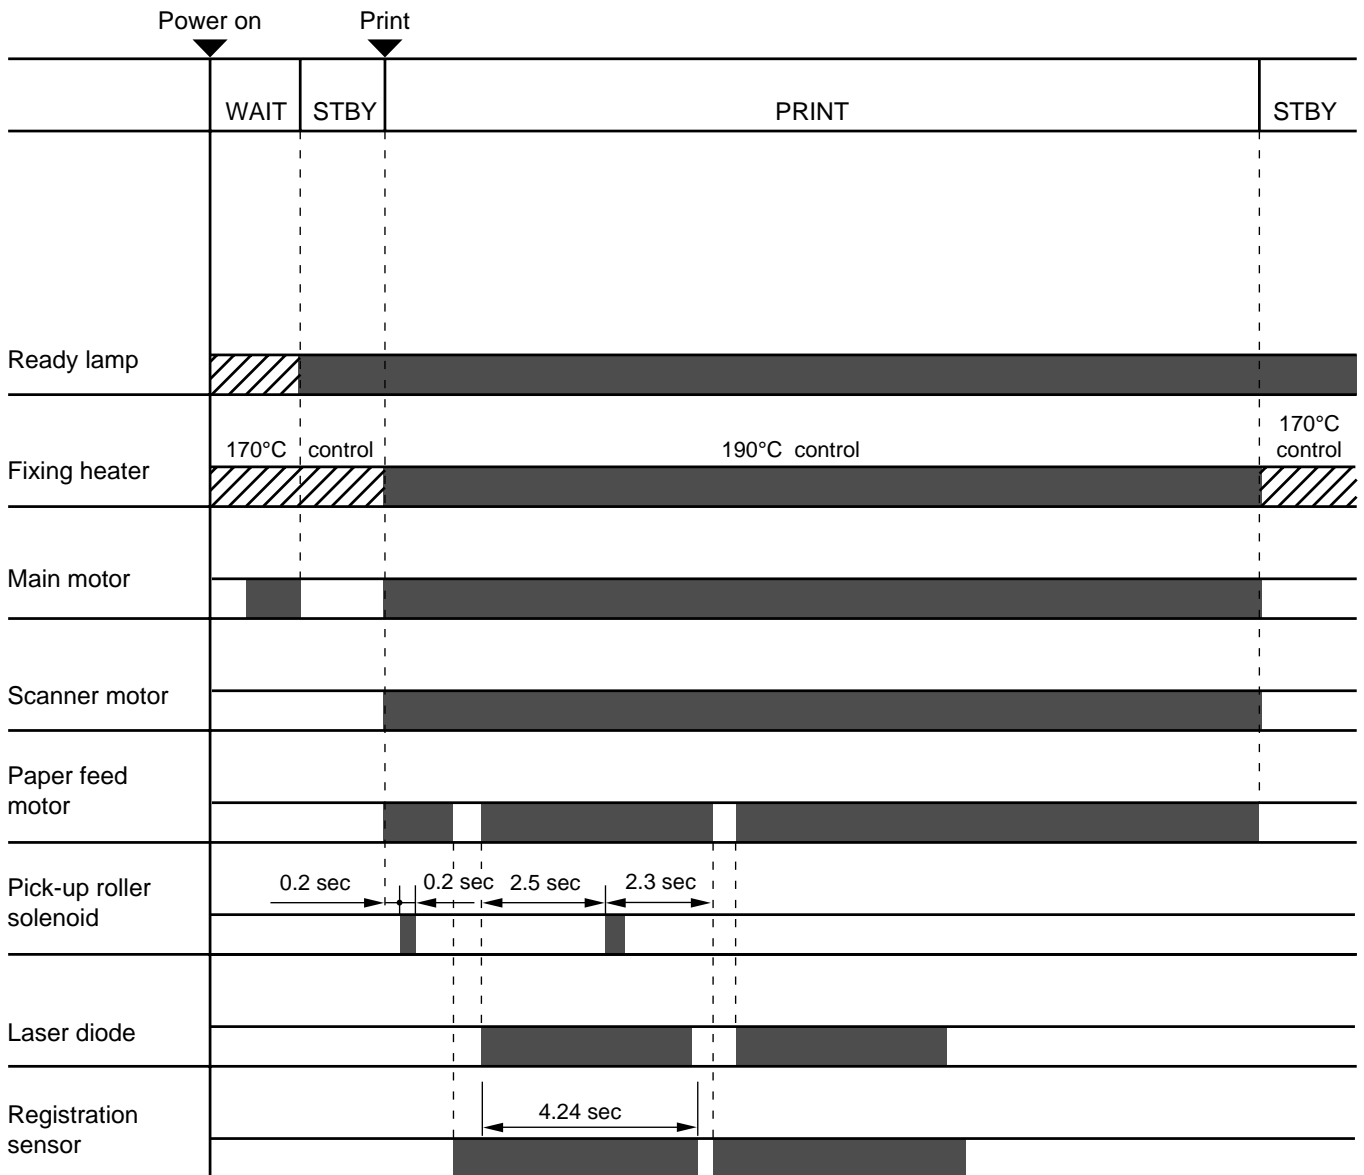 Power on
Print
WAIT
STBY
PRINT
STBY
Ready lamp
Fixing heater
170°C control
190°C control
170°C
control
Main motor
Scanner motor
Paper feed
motor
Pick-up roller
solenoid
0.2 sec
0.2 sec
2.5 sec
2.3 sec
Laser diode
Registration
sensor
4.24 sec